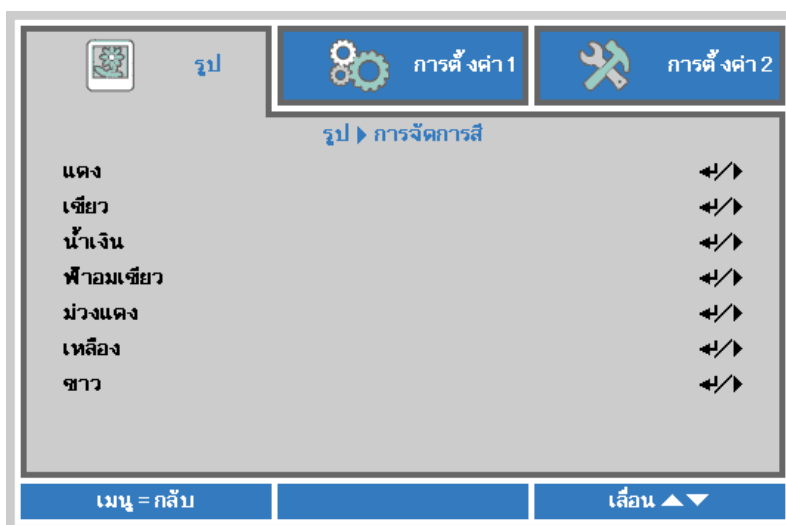 รูป การตั้งค่า 1 การตั้งค่า 2
รูป ▶ การจัดการสี
แดง
เขียว
น้ำเงิน
ฟ้าอมเขียว
ม่วงแดง
เหลือง
ขาว
เมนู = กลับ เลื่อน ▲▼